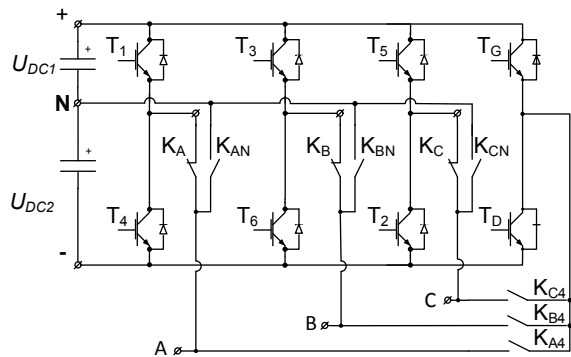 +
T1 T3 T5 TG
UDC1 +
N
KA KAN KB KBN KC KCN
+
UDC2
T4 T6 T2 TD
-
C KC4
B KB4
A KA4